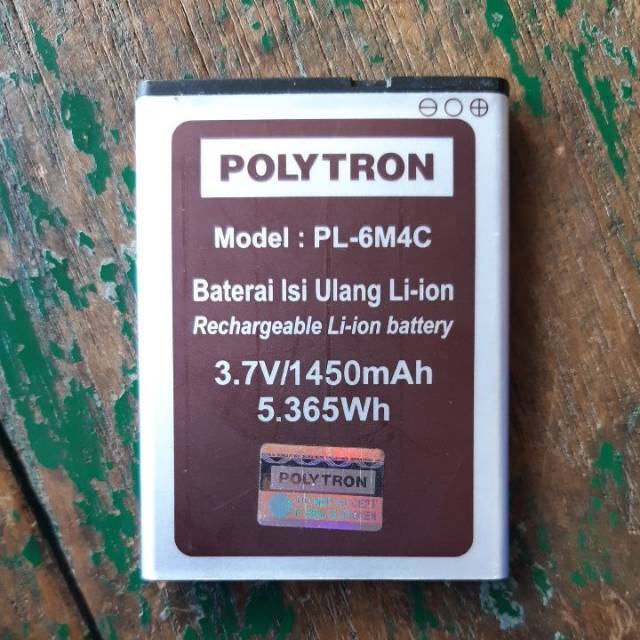 ⊖ ○ ⊕
POLYTRON
Model : PL-6M4C
Baterai Isi Ulang Li-ion
Rechargeable Li-ion battery
3.7V/1450mAh
5.365Wh
POLYTRON